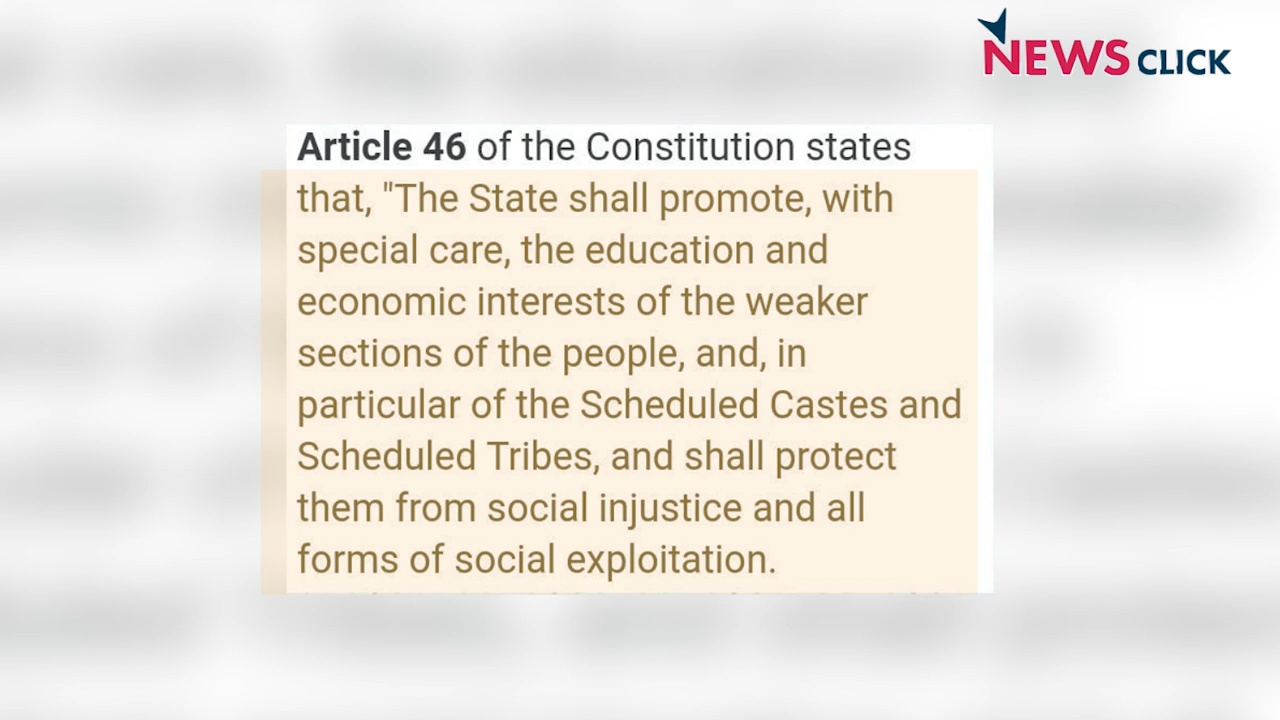 NEWS CLICK
Article 46 of the Constitution states
that, "The State shall promote, with
special care, the education and
economic interests of the weaker
sections of the people, and, in
particular of the Scheduled Castes and
Scheduled Tribes, and shall protect
them from social injustice and all
forms of social exploitation.